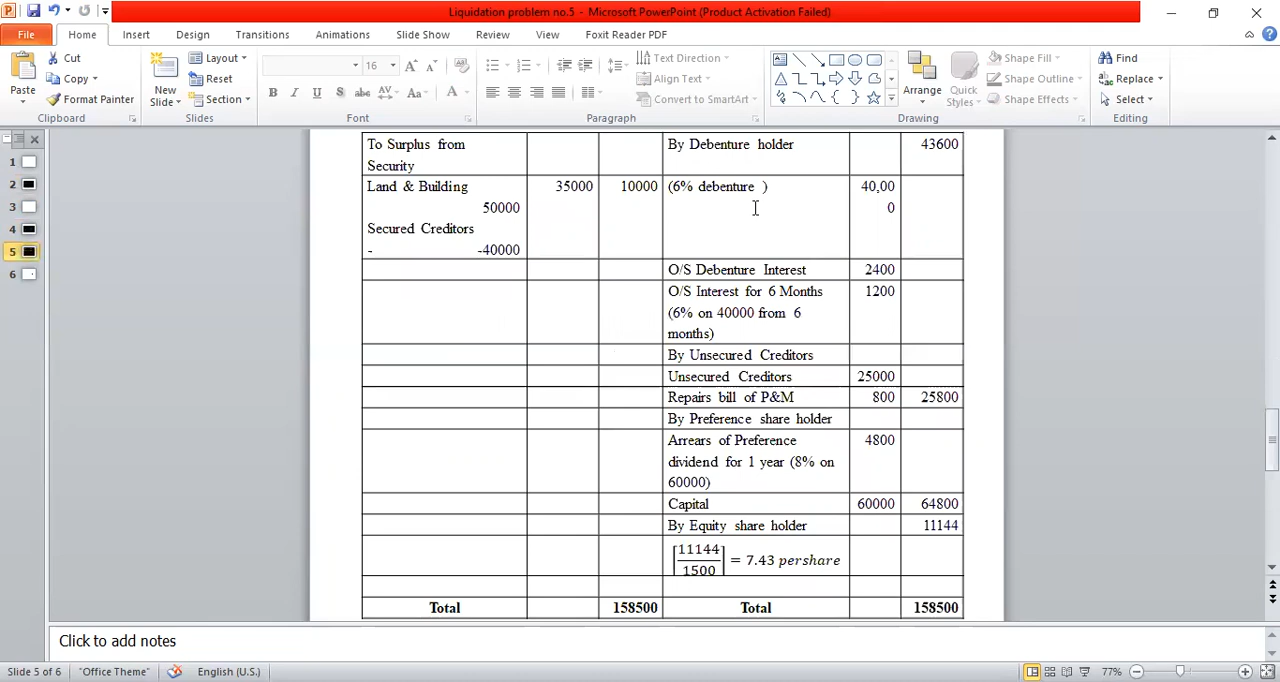 Liquidation problem no.5 - Microsoft PowerPoint (Product Activation Failed)
File Home Insert Design Transitions Animations Slide Show Review View Foxit Reader PDF
Paste
Cut
Copy
Format Painter
Clipboard
New
Slide
Layout
Reset
Section
Slides
16
B I U S abc AV Aa A
Font
Text Direction
Align Text
Convert to SmartArt
Paragraph
Arrange
Quick
Styles
Shape Fill
Shape Outline
Shape Effects
Drawing
Find
Replace
Select
Editing
1
2
3
4
5
6
To Surplus from
Security
By Debenture holder 43600
Land & Building
50000
Secured Creditors
- -40000
35000 10000
(6% debenture )
40,00
0
O/S Debenture Interest 2400
O/S Interest for 6 Months 1200
(6% on 40000 from 6
months)
By Unsecured Creditors
Unsecured Creditors 25000
Repairs bill of P&M 800 25800
By Preference share holder
Arrears of Preference 4800
dividend for 1 year (8% on
60000)
Capital 60000 64800
By Equity share holder 11144
[11144/1500] = 7.43 pershare
Total 158500 Total 158500
Click to add notes
Slide 5 of 6 "Office Theme" English (U.S.) 77%